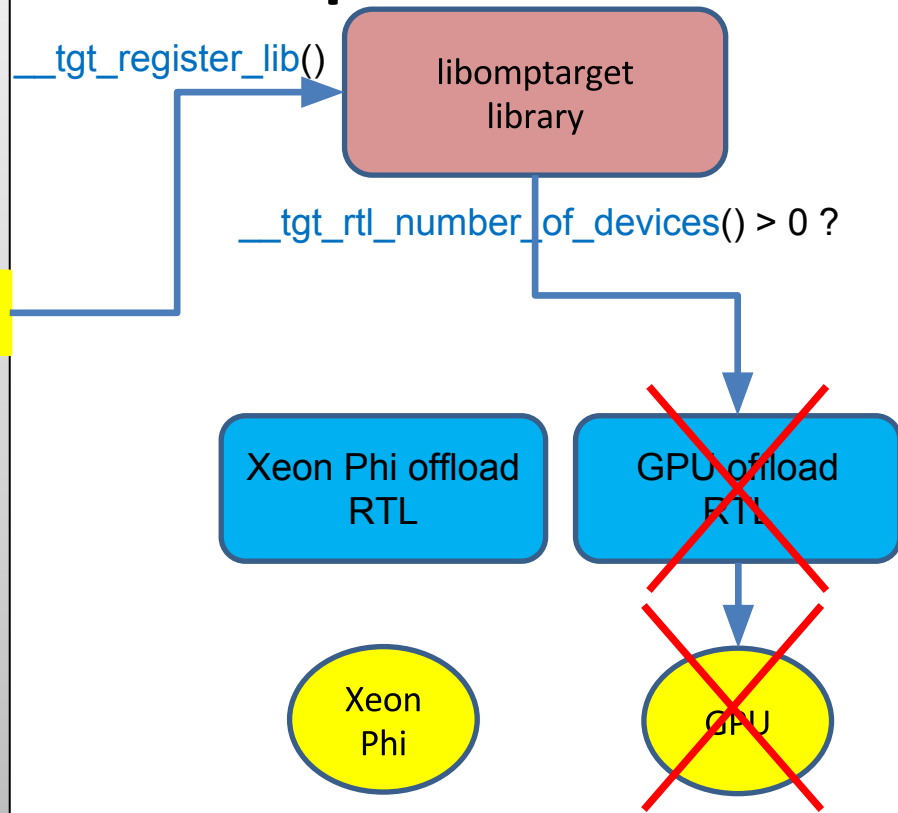 __tgt_register_lib()
libomptarget
library
__tgt_rtl_number_of_devices() > 0 ?
Xeon Phi offload
RTL
GPU offload
RTL
Xeon
Phi
GPU